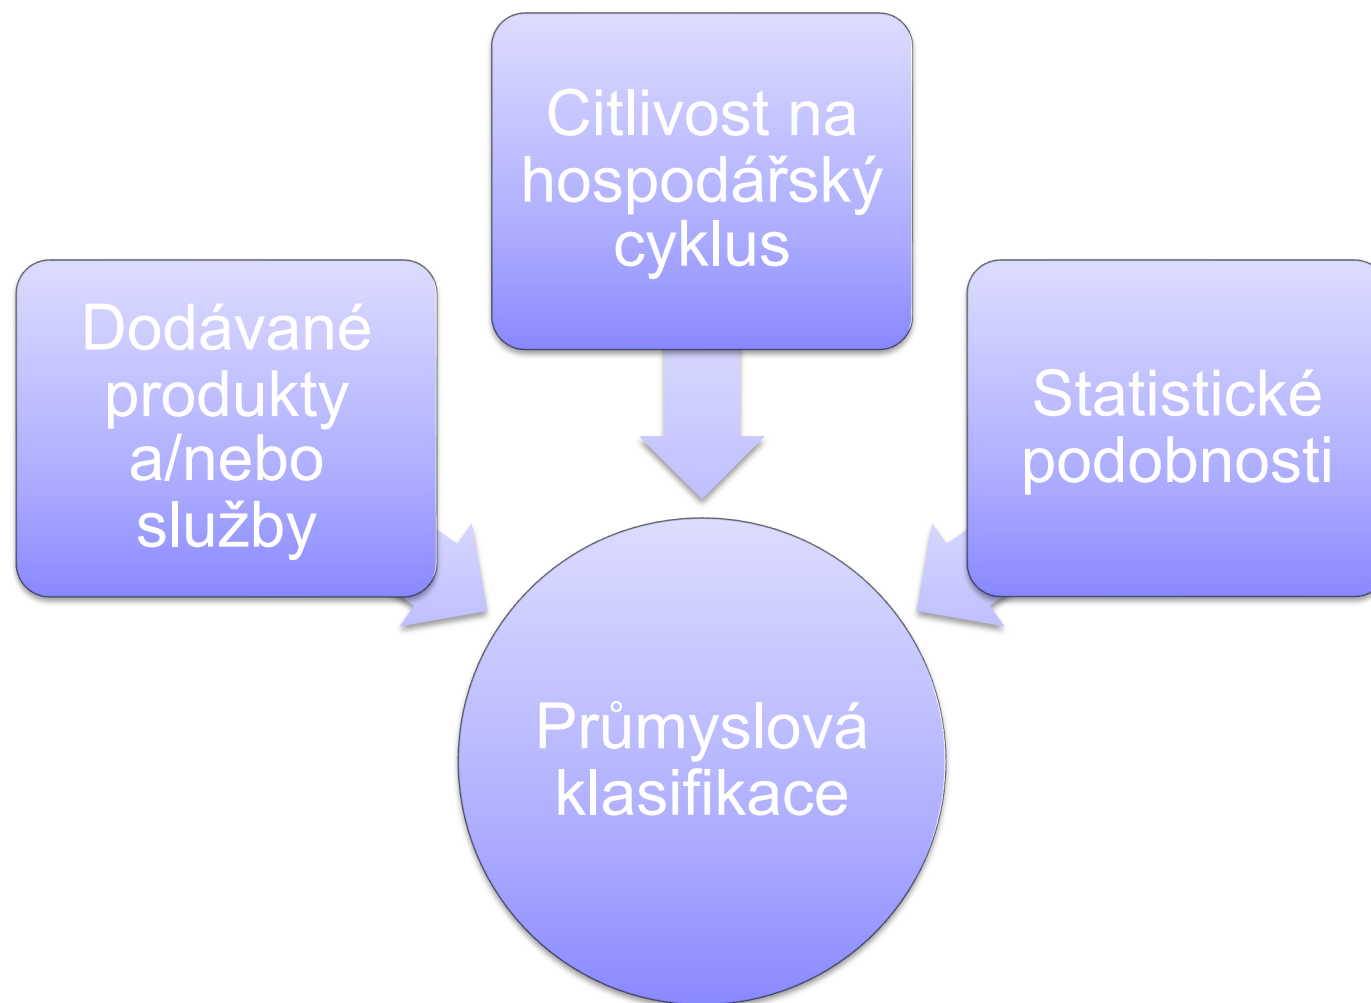 Citlivost na
hospodářský
cyklus
Dodávané
produkty
a/nebo
služby
Statistické
podobnosti
Průmyslová
klasifikace